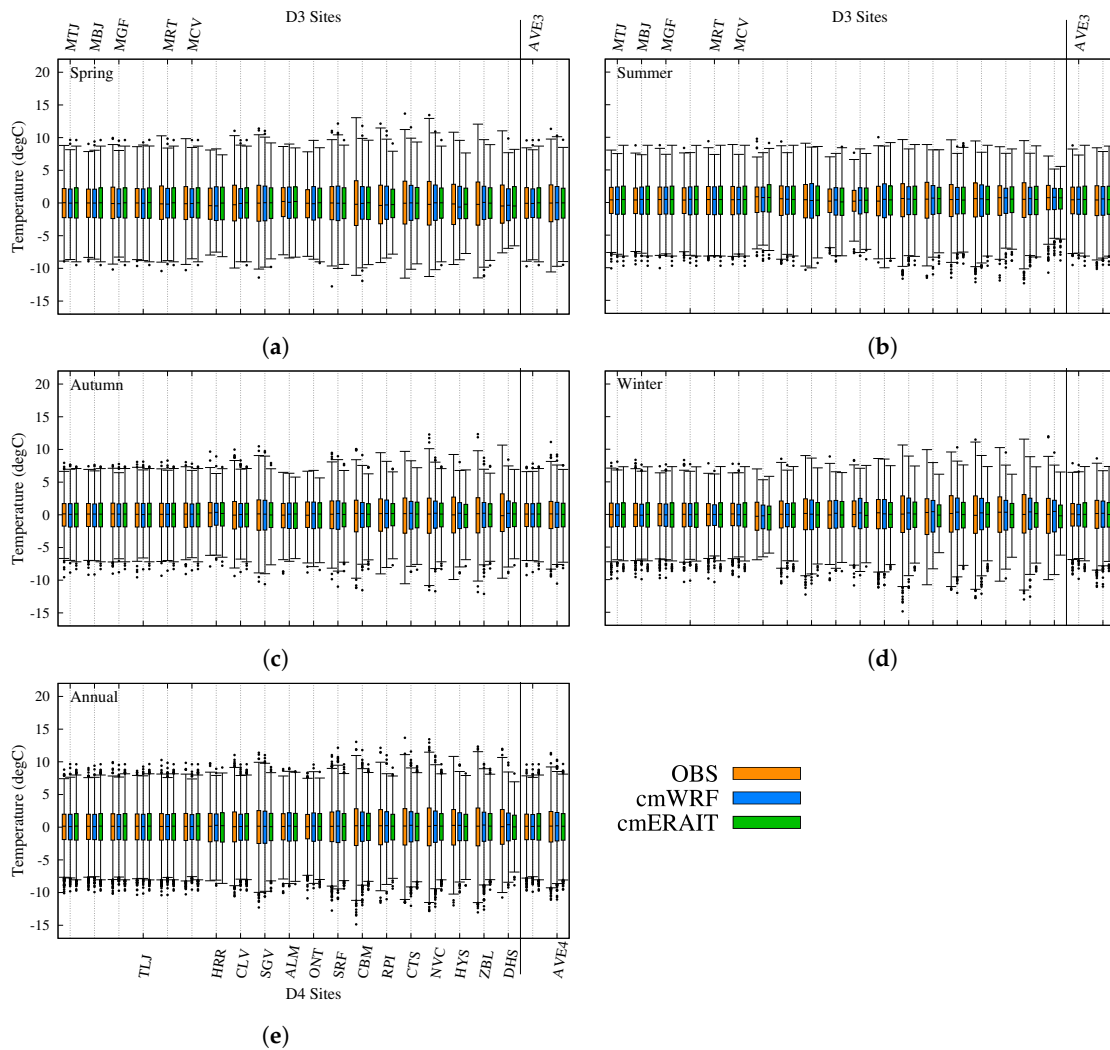 D3 Sites
D3 Sites
MTJ MBJ MGF MRT MCV AVE3
MTJ MBJ MGF MRT MCV AVE3
20
15
10
5
0
-5
-10
-15
Temperature (degC)
Spring
Summer
(a)
(b)
20
15
10
5
0
-5
-10
-15
Temperature (degC)
Autumn
Winter
(c)
(d)
20
15
10
5
0
-5
-10
-15
Temperature (degC)
Annual
TLJ HRR CLV SGV ALM ONT SRF CBM RPI CTS NVC HYS ZBL DHS AVE4
D4 Sites
(e)
OBS
cmWRF
cmERAIT